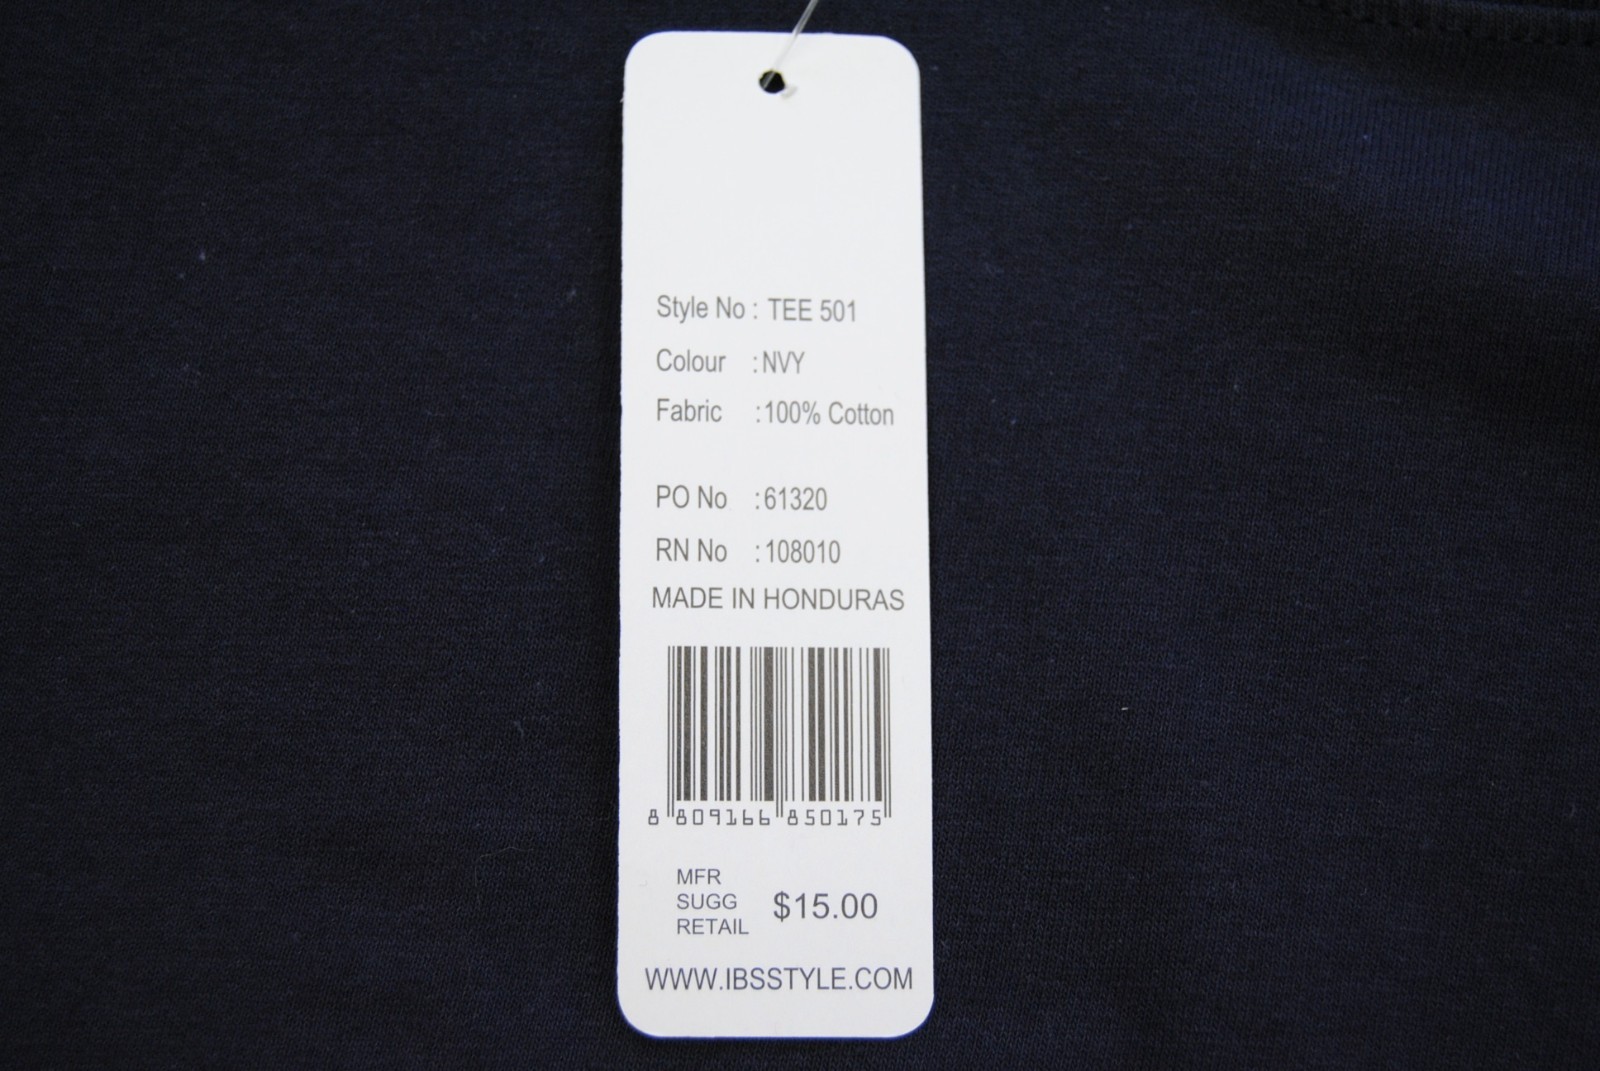 Style No : TEE 501
Colour : NVY
Fabric : 100% Cotton
PO No : 61320
RN No : 108010
MADE IN HONDURAS
8 809166 850175
MFR
SUGG
RETAIL $15.00
WWW.IBSSTYLE.COM